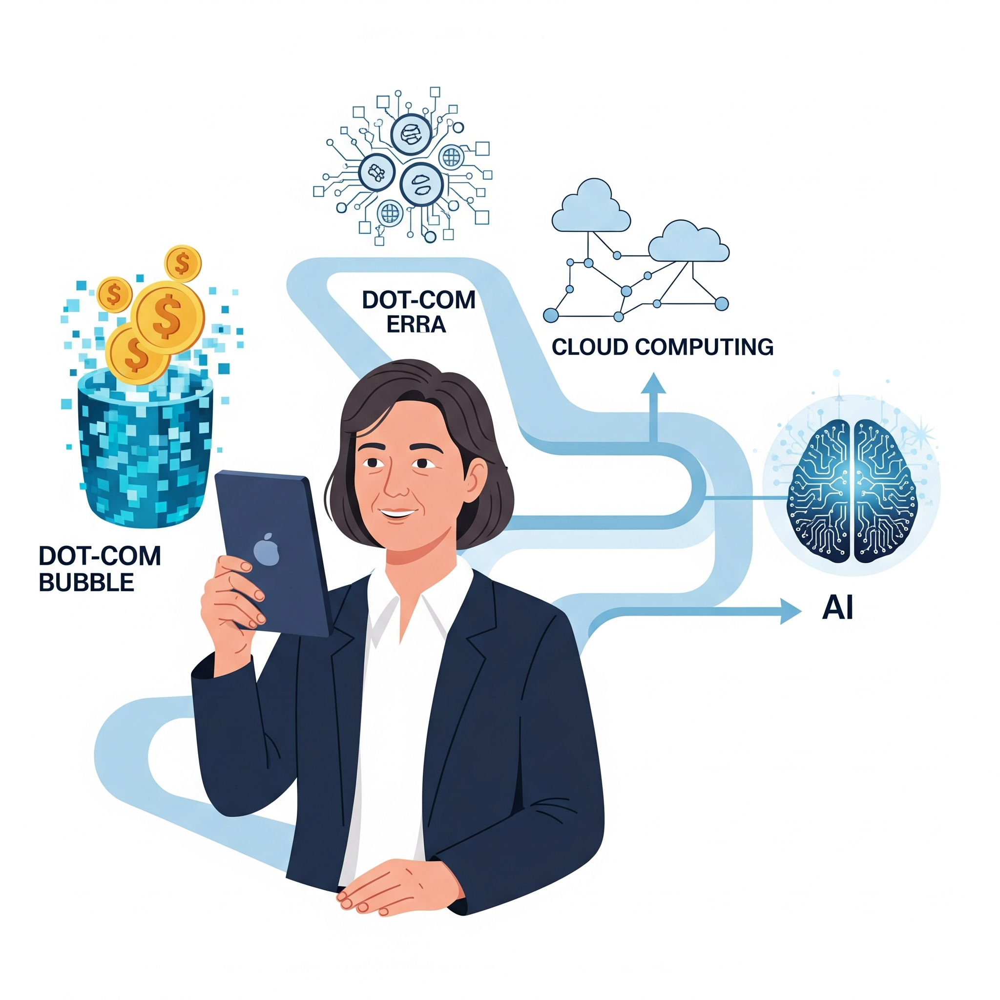 DOT-COM
ERRA
CLOUD COMPUTING
DOT-COM
BUBBLE
AI
$
$
$
$